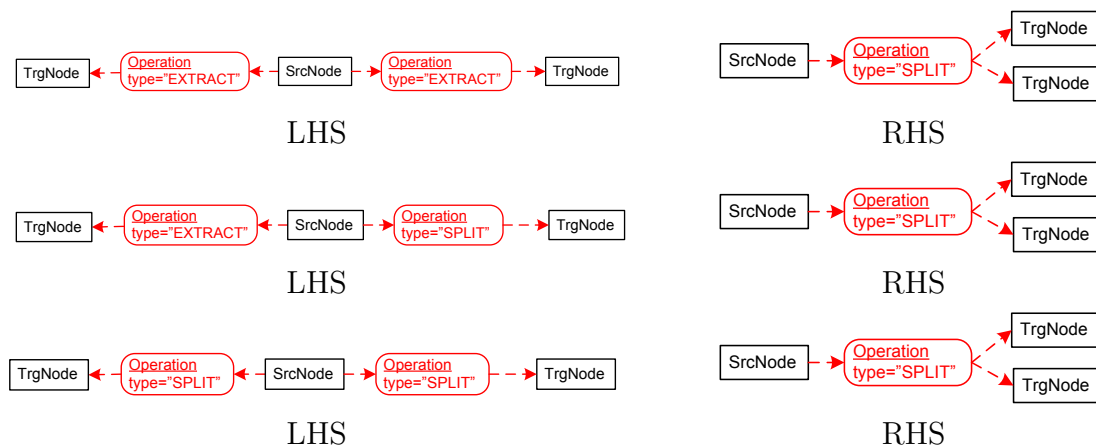 TrgNode
Operation
type="EXTRACT"
SrcNode
Operation
type="EXTRACT"
TrgNode
LHS
SrcNode
Operation
type="SPLIT"
TrgNode
TrgNode
RHS
TrgNode
Operation
type="EXTRACT"
SrcNode
Operation
type="SPLIT"
TrgNode
LHS
SrcNode
Operation
type="SPLIT"
TrgNode
TrgNode
RHS
TrgNode
Operation
type="SPLIT"
SrcNode
Operation
type="SPLIT"
TrgNode
LHS
SrcNode
Operation
type="SPLIT"
TrgNode
TrgNode
RHS